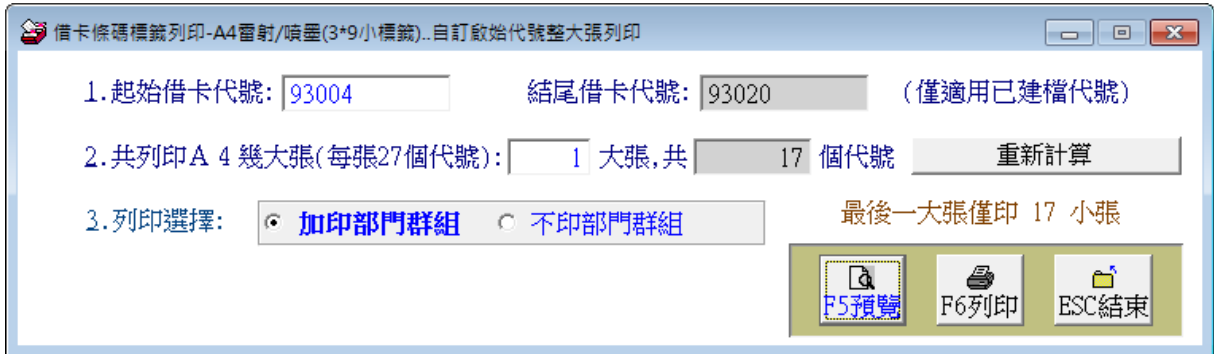 借卡條碼標籤列印-A4雷射/噴墨(3*9小標籤)..自訂啟始代號整大張列印
1.起始借卡代號: 93004 結尾借卡代號: 93020 (僅適用已建檔代號)
2.共列印A 4 幾大張(每張27個代號): 1 大張,共 17 個代號 重新計算
3.列印選擇: 加印部門群組 不印部門群組 最後一大張僅印 17 小張
F5預覽 F6列印 ESC結束